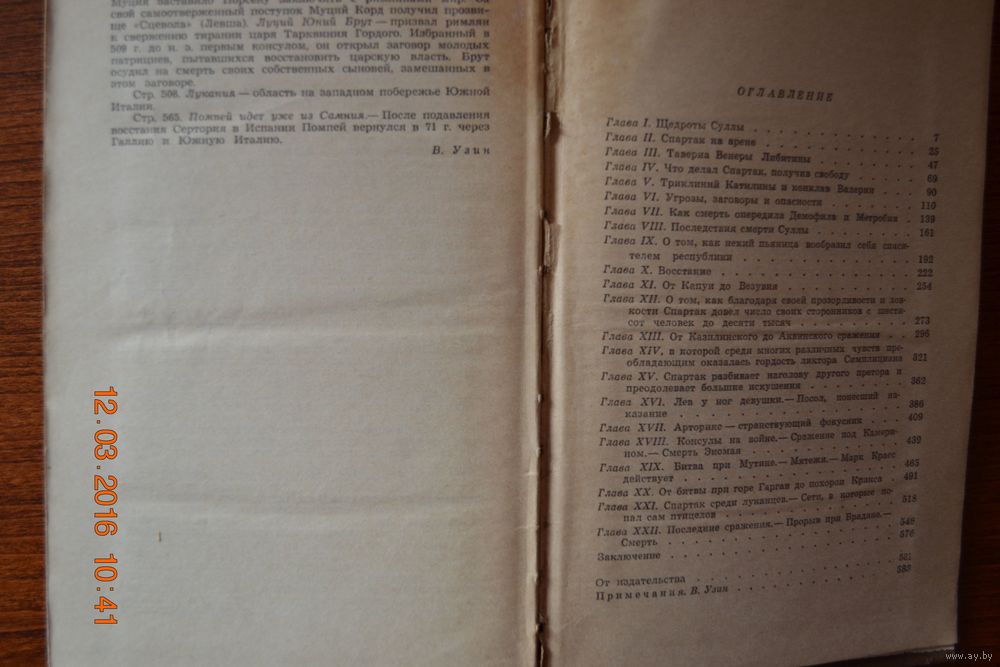 Муций заставило Порсену заключить с римлянами мир. За
свой самоотверженный поступок Муций Корд получил прозви-
ще «Сцевола» (Левша). Луций Юний Брут — призвал римлян
к свержению тирании царя Тарквиния Гордого. Избранный в
509 г. до н. э. первым консулом, он открыл заговор молодых
патрициев, пытавшихся восстановить царскую власть. Брут
осудил на смерть своих собственных сыновей, замешанных в
этом заговоре.
Стр. 508. Лукания — область на западном побережье Южной
Италии.
Стр. 565. Помпей идет уже из Самния. — После подавления
восстания Сертория в Испании Помпей вернулся в 71 г. через
Галлию и Южную Италию.
В. Узин
1
12.03.2016 10:41
ОГЛАВЛЕНИЕ
Глава I. Щедроты Суллы . . . 7
Глава II. Спартак на арене . . . 25
Глава III. Таверна Венеры Либитины . . . 47
Глава IV. Что делал Спартак, получив свободу . . . 69
Глава V. Триклиний Катилины и конклав Валерии . . . 90
Глава VI. Угрозы, заговоры и опасности . . . 110
Глава VII. Как смерть опередила Демофила и Метробия . 139
Глава VIII. Последствия смерти Суллы . . . 161
Глава IX. О том, как некий пьяница вообразил себя спаси-
телем республики . . . 192
Глава X. Восстание . . . 222
Глава XI. От Капуи до Везувия . . . 254
Глава XII. О том, как благодаря своей прозорливости и лов-
кости Спартак довел число своих сторонников с шести-
сот человек до десяти тысяч . . . 273
Глава XIII. От Казилинского до Аквинского сражения . . 296
Глава XIV, в которой среди многих различных чувств пре-
обладающим оказалась гордость ликтора Симплициана 321
Глава XV. Спартак разбивает наголову другого претора и
преодолевает большие искушения . . . 362
Глава XVI. Лев у ног девушки. — Посол, понесший на-
казание . . . 386
Глава XVII. Арторикс — странствующий фокусник . . . 409
Глава XVIII. Консулы на войне. — Сражение под Камери-
ном. — Смерть Эномая . . . 439
Глава XIX. Битва при Мутине. — Мятежи. — Марк Красс
действует . . . 465
Глава XX. От битвы при горе Гарган до похорон Крикса . 491
Глава XXI. Спартак среди луканцев. — Сети, в которые по-
пал сам птицелов . . . 518
Глава XXII. Последние сражения. — Прорыв при Брадане. —
Смерть . . . 548
Заключение . . . 576
От издательства . . . 581
Примечания. В. Узин . . . 583
www.ay.by